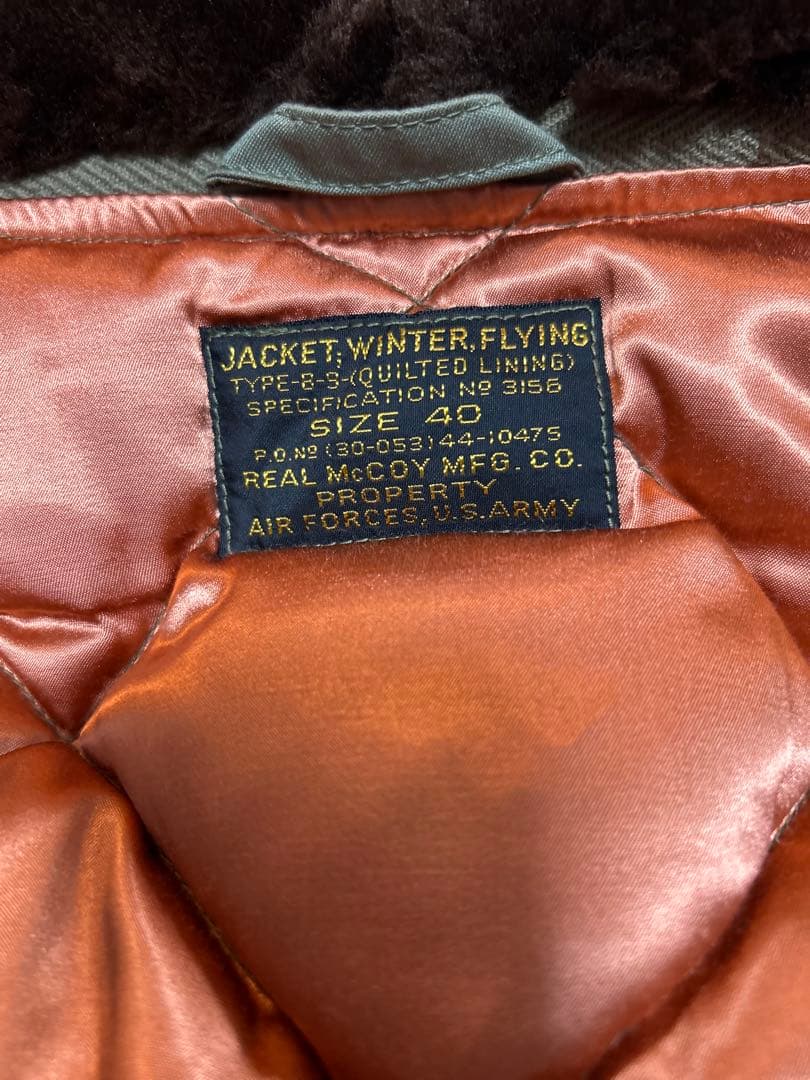 JACKET, WINTER, FLYING
TYPE-B-9-(QUILTED LINING)
SPECIFICATION Nº 3156
SIZE 40
P.O. Nº (30-053) 44-10475
REAL McCOY MFG. CO.
PROPERTY
AIR FORCES, U.S. ARMY